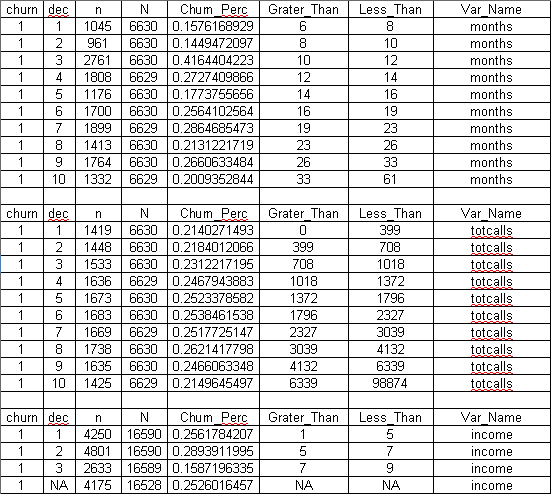 churn dec n N Churn_Perc Grater_Than Less_Than Var_Name
1 1 1045 6630 0.1576168929 6 8 months
1 2 961 6630 0.1449472097 8 10 months
1 3 2761 6630 0.4164404223 10 12 months
1 4 1808 6629 0.2727409866 12 14 months
1 5 1176 6630 0.1773755656 14 16 months
1 6 1700 6630 0.2564102564 16 19 months
1 7 1899 6629 0.2864685473 19 23 months
1 8 1413 6630 0.2131221719 23 26 months
1 9 1764 6630 0.2660633484 26 33 months
1 10 1332 6629 0.2009352844 33 61 months
churn dec n N Churn_Perc Grater_Than Less_Than Var_Name
1 1 1419 6630 0.2140271493 0 399 totcalls
1 2 1448 6630 0.2184012066 399 708 totcalls
1 3 1533 6630 0.2312217195 708 1018 totcalls
1 4 1636 6629 0.2467943883 1018 1372 totcalls
1 5 1673 6630 0.2523378582 1372 1796 totcalls
1 6 1683 6630 0.2538461538 1796 2327 totcalls
1 7 1669 6629 0.2517725147 2327 3039 totcalls
1 8 1738 6630 0.2621417798 3039 4132 totcalls
1 9 1635 6630 0.2466063348 4132 6339 totcalls
1 10 1425 6629 0.2149645497 6339 98874 totcalls
churn dec n N Churn_Perc Grater_Than Less_Than Var_Name
1 1 4250 16590 0.2561784207 1 5 income
1 2 4801 16590 0.2893911995 5 7 income
1 3 2633 16589 0.1587196335 7 9 income
1 NA 4175 16528 0.2526016457 NA NA income